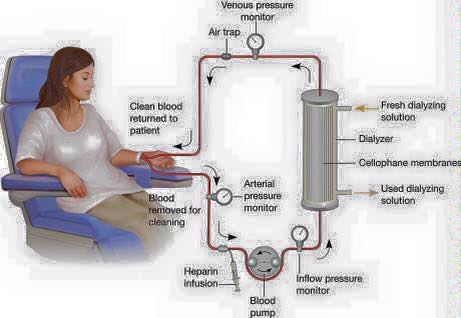 Venous pressure
monitor
Air trap
Clean blood
returned to
patient
Fresh dialyzing
solution
Dialyzer
Cellophane membranes
Used dialyzing
solution
Blood
removed for
cleaning
Arterial
pressure
monitor
Heparin
infusion
Blood
pump
Inflow pressure
monitor